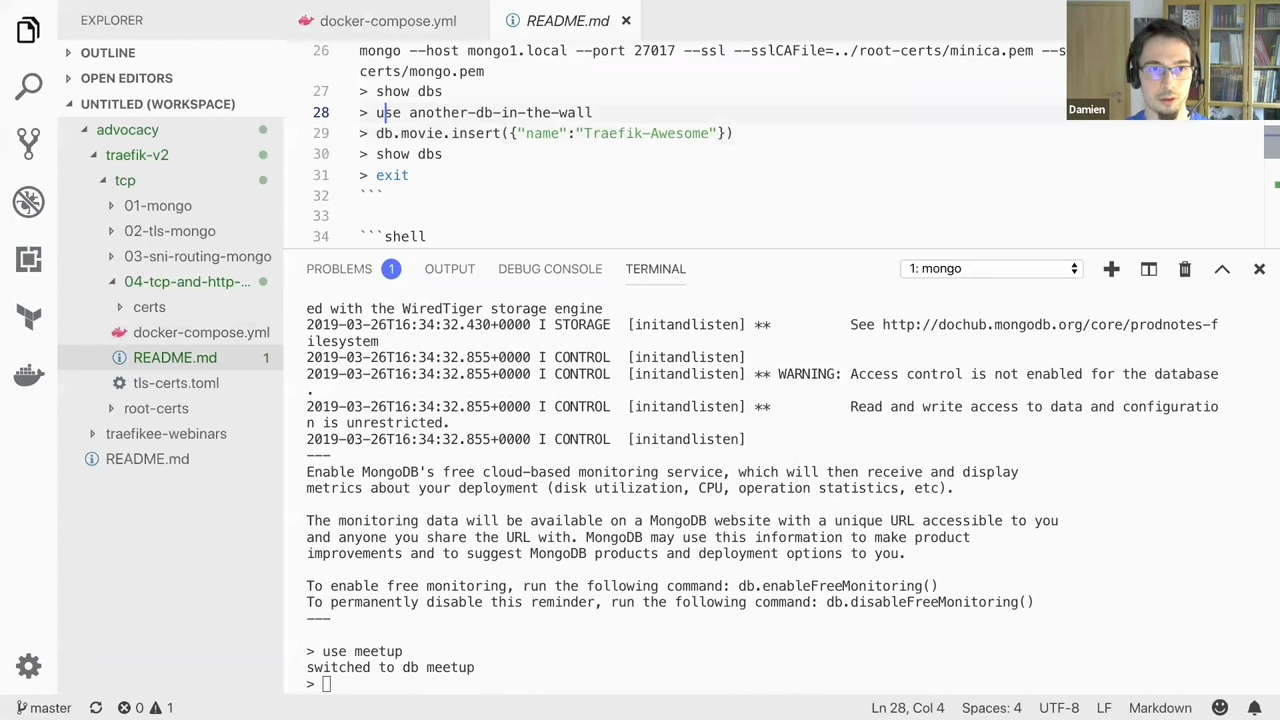 EXPLORER
OUTLINE
OPEN EDITORS
UNTITLED (WORKSPACE)
advocacy
traefik-v2
tcp
01-mongo
02-tls-mongo
03-sni-routing-mongo
04-tcp-and-http-...
certs
docker-compose.yml
README.md 1
tls-certs.toml
root-certs
traefikee-webinars
README.md
docker-compose.yml
README.md
Damien
26 mongo --host mongo1.local --port 27017 --ssl --sslCAFile=../root-certs/minica.pem --s
certs/mongo.pem
27 > show dbs
28 > use another-db-in-the-wall
29 > db.movie.insert({"name":"Traefik-Awesome"})
30 > show dbs
31 > exit
32 ```
33
34 ```shell
PROBLEMS 1 OUTPUT DEBUG CONSOLE TERMINAL 1: mongo
ed with the WiredTiger storage engine
2019-03-26T16:34:32.430+0000 I STORAGE  [initandlisten] **          See http://dochub.mongodb.org/core/prodnotes-f
ilesystem
2019-03-26T16:34:32.855+0000 I CONTROL  [initandlisten]
2019-03-26T16:34:32.855+0000 I CONTROL  [initandlisten] ** WARNING: Access control is not enabled for the database
.
2019-03-26T16:34:32.855+0000 I CONTROL  [initandlisten] **          Read and write access to data and configuratio
n is unrestricted.
2019-03-26T16:34:32.855+0000 I CONTROL  [initandlisten]
---
Enable MongoDB's free cloud-based monitoring service, which will then receive and display
metrics about your deployment (disk utilization, CPU, operation statistics, etc).
The monitoring data will be available on a MongoDB website with a unique URL accessible to you
and anyone you share the URL with. MongoDB may use this information to make product
improvements and to suggest MongoDB products and deployment options to you.
To enable free monitoring, run the following command: db.enableFreeMonitoring()
To permanently disable this reminder, run the following command: db.disableFreeMonitoring()
---
> use meetup
switched to db meetup
>
master 0 1 Ln 28, Col 4 Spaces: 4 UTF-8 LF Markdown